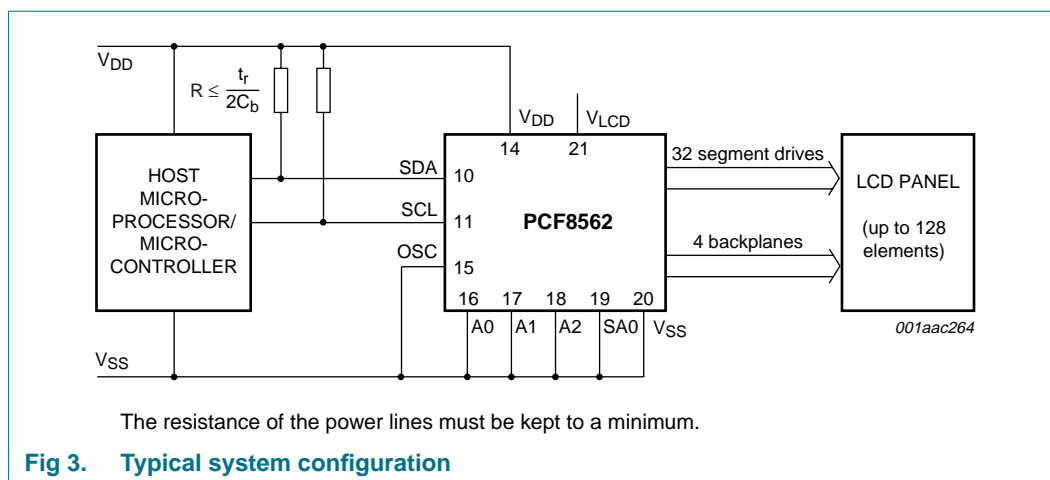 VDD
R ≤ tr
2Cb
VDD
VLCD
14
21
HOST
MICRO-
PROCESSOR/
MICRO-
CONTROLLER
SDA
10
SCL
11
OSC
15
PCF8562
16 17 18 19 20
A0 A1 A2 SA0 VSS
32 segment drives
4 backplanes
LCD PANEL
(up to 128
elements)
001aac264
VSS
The resistance of the power lines must be kept to a minimum.
Fig 3. Typical system configuration